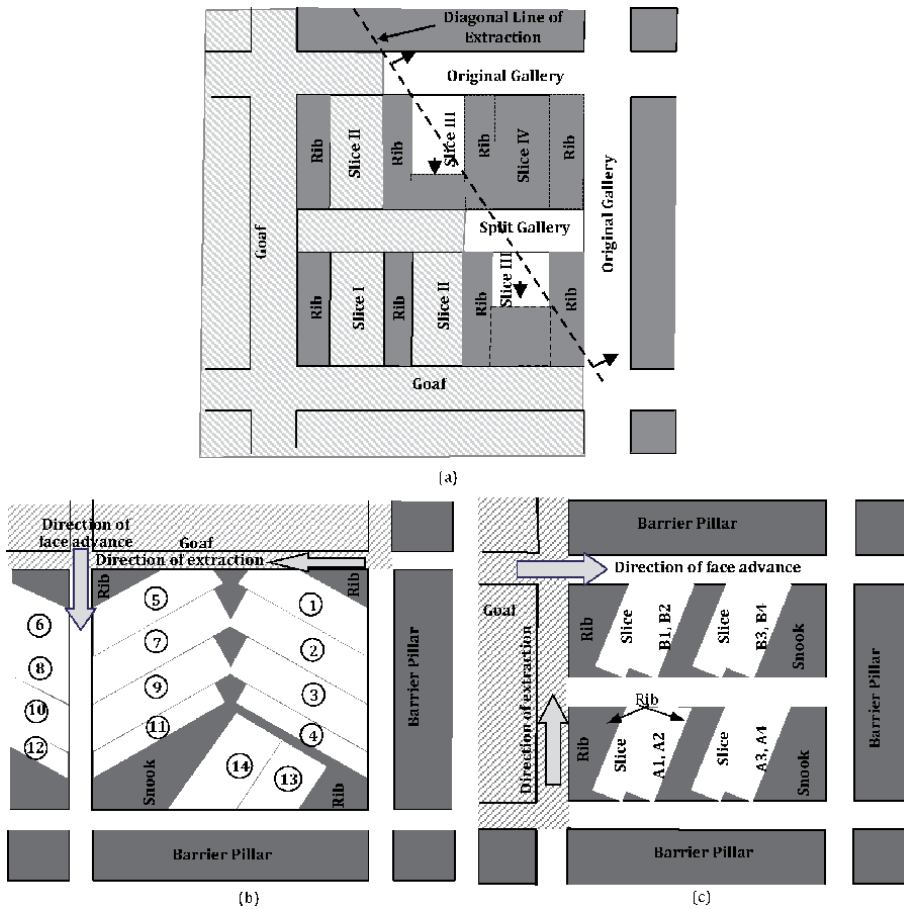 Diagonal Line of
Extraction
Original Gallery
Rib
Slice II
Rib
Slice III
Rib
Slice IV
Rib
Goaf
Split Gallery
Original Gallery
Rib
Slice I
Rib
Slice II
Rib
Slice III
Rib
Goaf
(a)
Direction of
face advance
Goaf
Direction of extraction
Rib
Rib
5
1
6
7
2
8
9
3
10
11
4
12
14
13
Snook
Rib
Barrier Pillar
Barrier Pillar
(b)
Barrier Pillar
Direction of face advance
Goaf
Rib
Slice
B1, B2
B3, B4
Slice
Snook
Direction of extraction
Rib
Rib
Slice
A1, A2
Slice
A3, A4
Snook
Barrier Pillar
Barrier Pillar
(c)